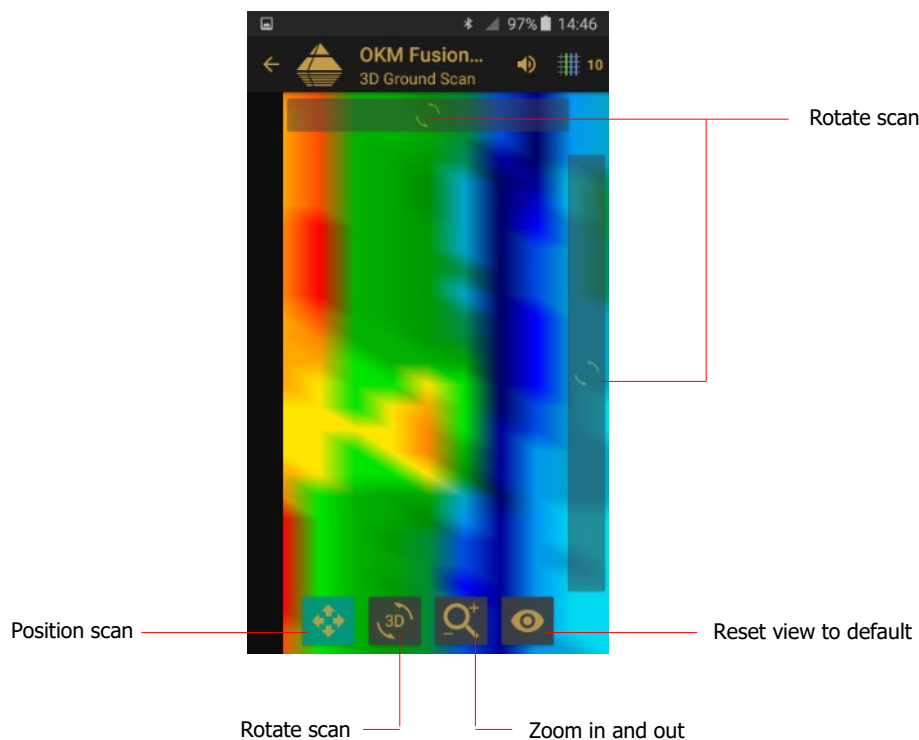 97% 14:46
OKM Fusion...
3D Ground Scan
10
Rotate scan
3D
Position scan
Reset view to default
Rotate scan
Zoom in and out